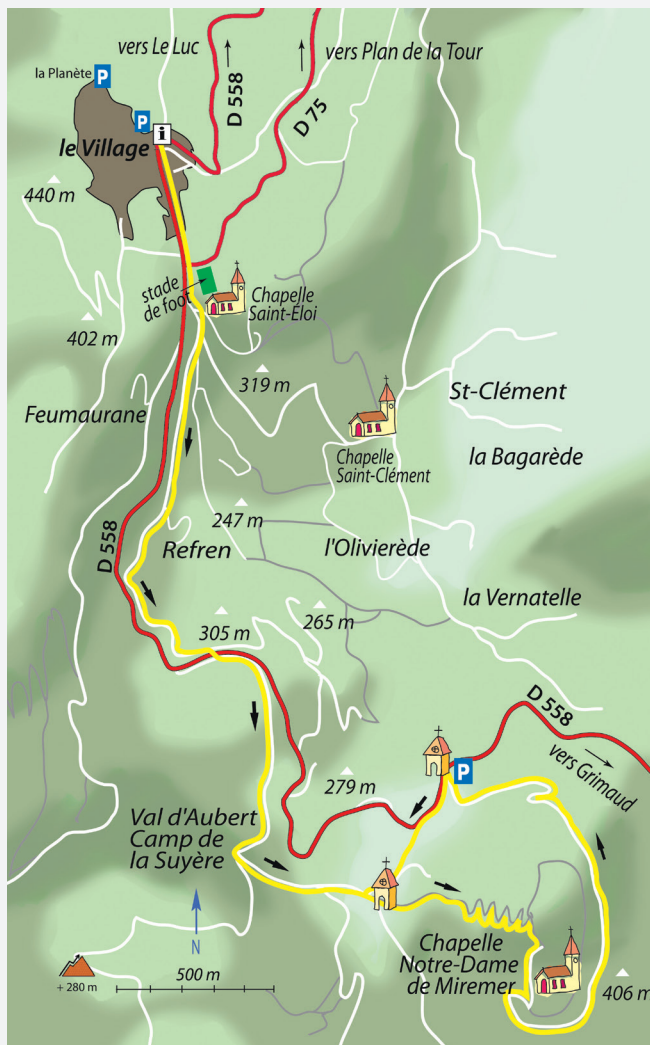 vers Le Luc
vers Plan de la Tour
la Planète
P
D 558
D 75
P
i
le Village
440 m
stade
de foot
Chapelle
Saint-Éloi
402 m
319 m
St-Clément
Feumaurane
Chapelle
Saint-Clément
la Bagarède
247 m
D 558
Refren
l'Olivierède
la Vernatelle
305 m
265 m
D 558
vers Grimaud
P
279 m
Val d'Aubert
Camp de
la Suyère
N
Chapelle
Notre-Dame
de Miremer
500 m
+ 280 m
406 m